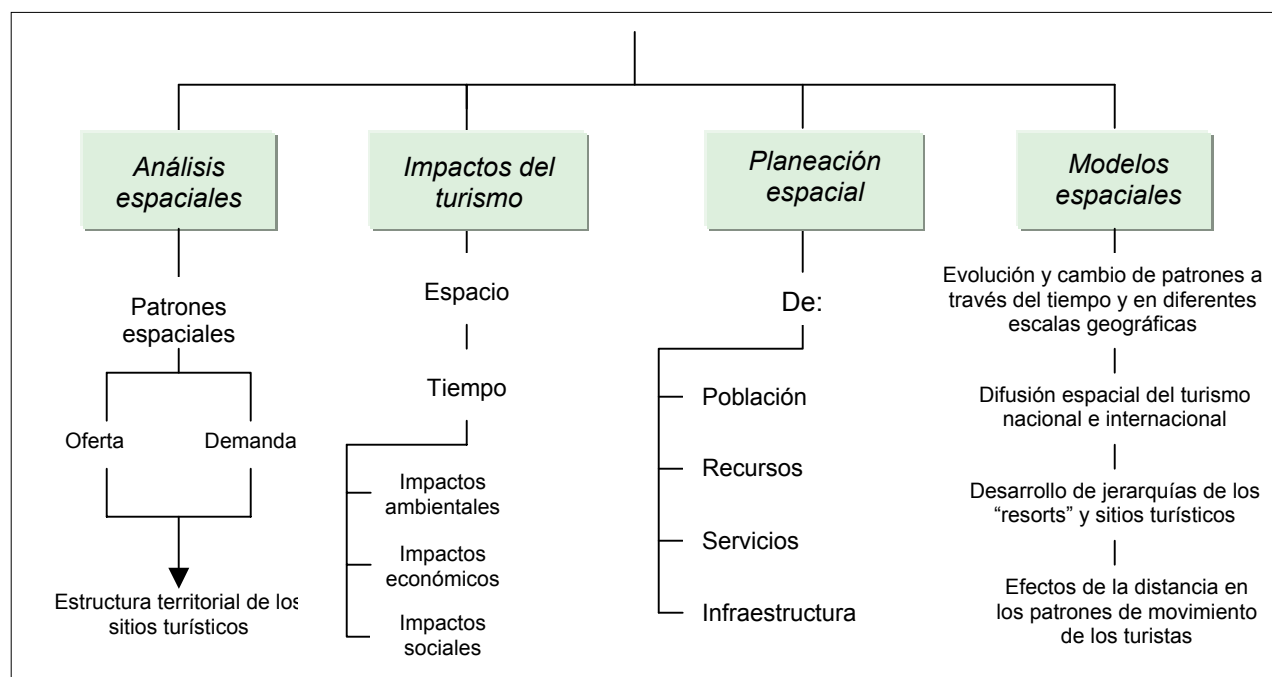 Análisis
espaciales
Patrones
espaciales
Oferta
Demanda
Estructura territorial de los
sitios turísticos
Impactos del
turismo
Espacio
Tiempo
Impactos
ambientales
Impactos
económicos
Impactos
sociales
Planeación
espacial
De:
Población
Recursos
Servicios
Infraestructura
Modelos
espaciales
Evolución y cambio de patrones a
través del tiempo y en diferentes
escalas geográficas
Difusión espacial del turismo
nacional e internacional
Desarrollo de jerarquías de los
“resorts” y sitios turísticos
Efectos de la distancia en
los patrones de movimiento
de los turistas